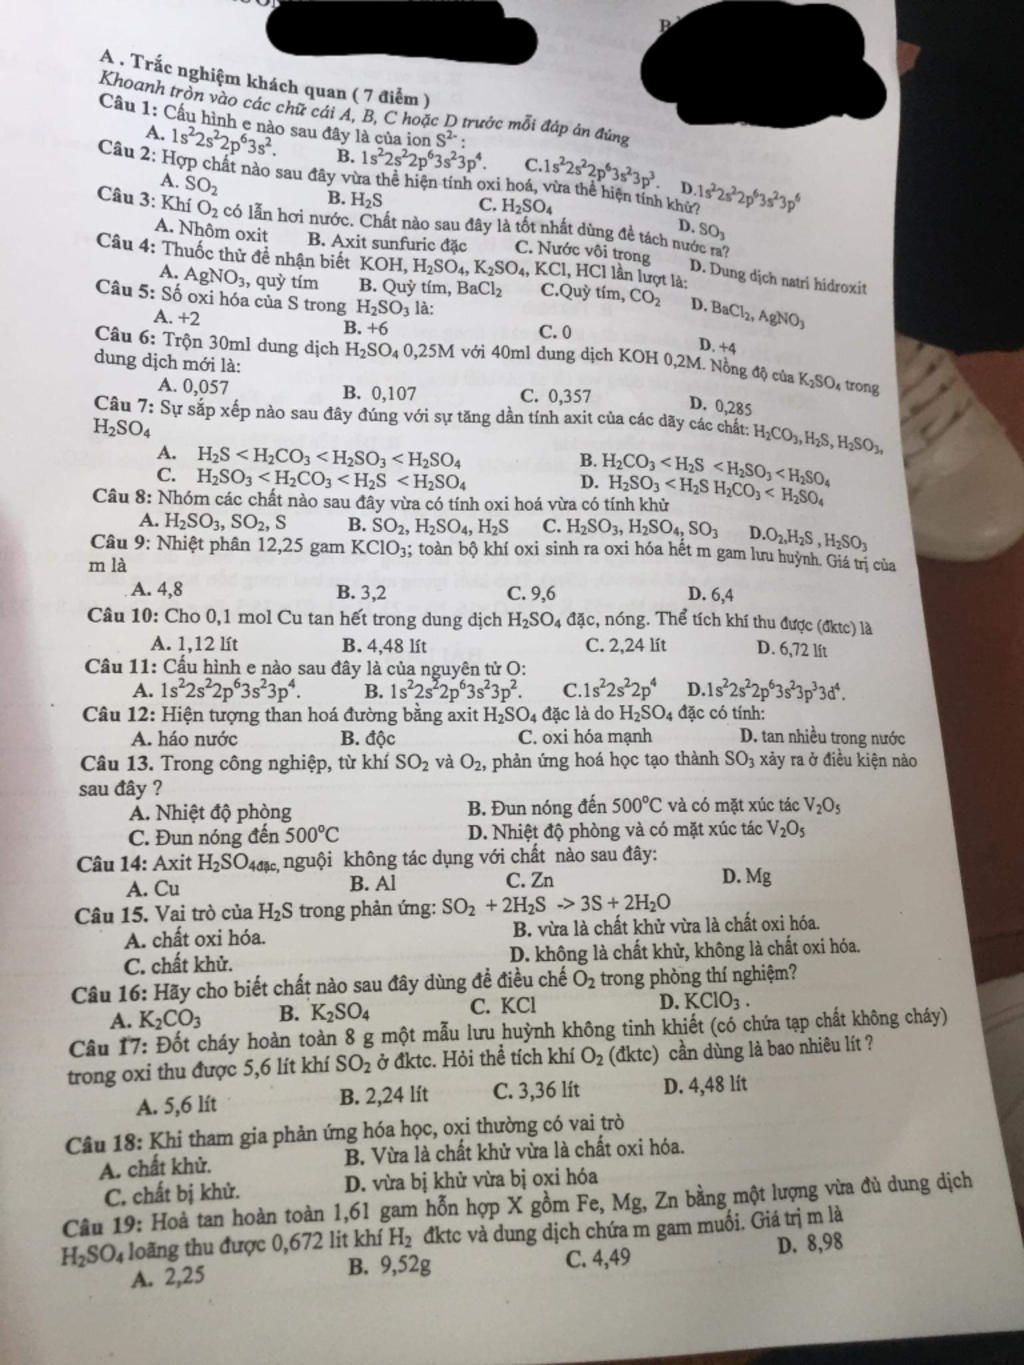 A . Trắc nghiệm khách quan ( 7 điểm )
Khoanh tròn vào các chữ cái A, B, C hoặc D trước mỗi đáp án đúng
Câu 1: Cấu hình e nào sau đây là của ion S²⁻ :
A. 1s²2s²2p⁶3s². B. 1s²2s²2p⁶3s²3p⁴. C.1s²2s²2p⁶3s²3p³. D.1s²2s²2p⁶3s²3p⁶
Câu 2: Hợp chất nào sau đây vừa thể hiện tính oxi hoá, vừa thể hiện tính khử?
A. SO₂ B. H₂S C. H₂SO₄ D. SO₃
Câu 3: Khí O₂ có lẫn hơi nước. Chất nào sau đây là tốt nhất dùng để tách nước ra?
A. Nhôm oxit B. Axit sunfuric đặc C. Nước vôi trong D. Dung dịch natri hidroxit
Câu 4: Thuốc thử để nhận biết KOH, H₂SO₄, K₂SO₄, KCl, HCl lần lượt là:
A. AgNO₃, quỳ tím B. Quỳ tím, BaCl₂ C.Quỳ tím, CO₂ D. BaCl₂, AgNO₃
Câu 5: Số oxi hóa của S trong H₂SO₄ là:
A. +2 B. +6 C. 0 D. +4
Câu 6: Trộn 30ml dung dịch H₂SO₄ 0,25M với 40ml dung dịch KOH 0,2M. Nồng độ của K₂SO₄ trong
dung dịch mới là:
A. 0,057 B. 0,107 C. 0,357 D. 0,285
Câu 7: Sự sắp xếp nào sau đây đúng với sự tăng dần tính axit của các dãy các chất: H₂CO₃, H₂S, H₂SO₃,
H₂SO₄
A. H₂S < H₂CO₃ < H₂SO₃ < H₂SO₄ B. H₂CO₃ < H₂S < H₂SO₃ < H₂SO₄
C. H₂SO₃ < H₂CO₃ < H₂S < H₂SO₄ D. H₂SO₃ < H₂S H₂CO₃ < H₂SO₄
Câu 8: Nhóm các chất nào sau đây vừa có tính oxi hoá vừa có tính khử
A. H₂SO₃, SO₂, S B. SO₂, H₂SO₄, H₂S C. H₂SO₃, H₂SO₄, SO₃ D.O₂,H₂S , H₂SO₃
Câu 9: Nhiệt phân 12,25 gam KClO₃; toàn bộ khí oxi sinh ra oxi hóa hết m gam lưu huỳnh. Giá trị của
m là
A. 4,8 B. 3,2 C. 9,6 D. 6,4
Câu 10: Cho 0,1 mol Cu tan hết trong dung dịch H₂SO₄ đặc, nóng. Thể tích khí thu được (đktc) là
A. 1,12 lít B. 4,48 lít C. 2,24 lít D. 6,72 lít
Câu 11: Cấu hình e nào sau đây là của nguyên tử O:
A. 1s²2s²2p⁶3s²3p⁴. B. 1s²2s²2p⁶3s²3p². C.1s²2s²2p⁴ D.1s²2s²2p⁶3s²3p³3d⁴.
Câu 12: Hiện tượng than hoá đường bằng axit H₂SO₄ đặc là do H₂SO₄ đặc có tính:
A. háo nước B. độc C. oxi hóa mạnh D. tan nhiều trong nước
Câu 13. Trong công nghiệp, từ khí SO₂ và O₂, phản ứng hoá học tạo thành SO₃ xảy ra ở điều kiện nào
sau đây ?
A. Nhiệt độ phòng B. Đun nóng đến 500⁰C và có mặt xúc tác V₂O₅
C. Đun nóng đến 500⁰C D. Nhiệt độ phòng và có mặt xúc tác V₂O₅
Câu 14: Axit H₂SO₄đặc, nguội không tác dụng với chất nào sau đây:
A. Cu B. Al C. Zn D. Mg
Câu 15. Vai trò của H₂S trong phản ứng: SO₂ + 2H₂S -> 3S + 2H₂O
A. chất oxi hóa. B. vừa là chất khử vừa là chất oxi hóa.
C. chất khử. D. không là chất khử, không là chất oxi hóa.
Câu 16: Hãy cho biết chất nào sau đây dùng để điều chế O₂ trong phòng thí nghiệm?
A. K₂CO₃ B. K₂SO₄ C. KCl D. KClO₃ .
Câu 17: Đốt cháy hoàn toàn 8 g một mẫu lưu huỳnh không tinh khiết (có chứa tạp chất không cháy)
trong oxi thu được 5,6 lít khí SO₂ ở đktc. Hỏi thể tích khí O₂ (đktc) cần dùng là bao nhiêu lít ?
A. 5,6 lít B. 2,24 lít C. 3,36 lít D. 4,48 lít
Câu 18: Khi tham gia phản ứng hóa học, oxi thường có vai trò
A. chất khử. B. Vừa là chất khử vừa là chất oxi hóa.
C. chất bị khử. D. vừa bị khử vừa bị oxi hóa
Câu 19: Hoà tan hoàn toàn 1,61 gam hỗn hợp X gồm Fe, Mg, Zn bằng một lượng vừa đủ dung dịch
H₂SO₄ loãng thu được 0,672 lit khí H₂ đktc và dung dịch chứa m gam muối. Giá trị m là
A. 2,25 B. 9,52g C. 4,49 D. 8,98